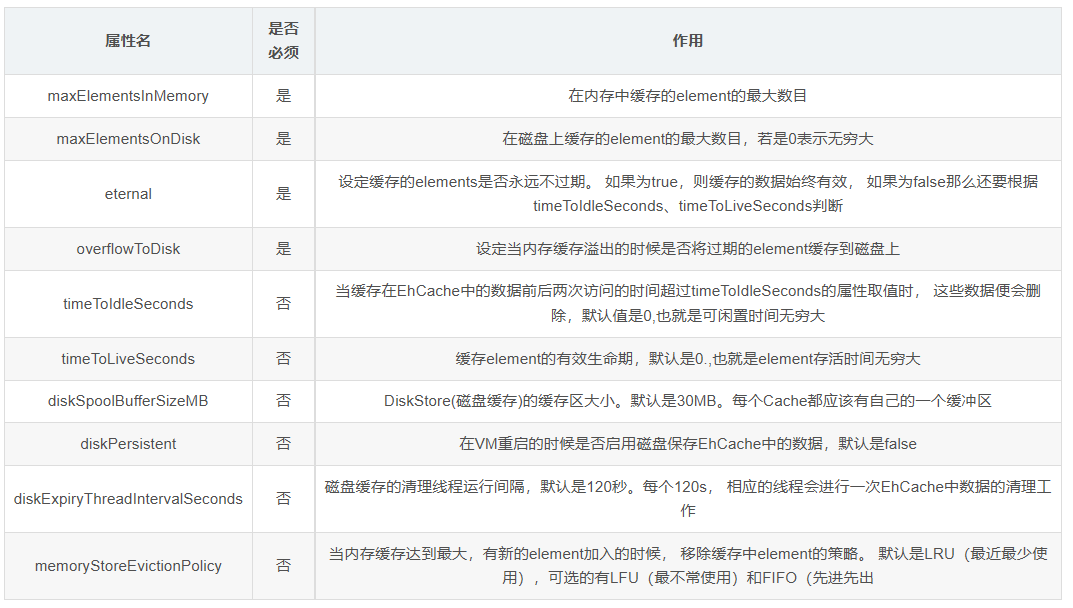 属性名 是否必须 作用
maxElementsInMemory 是 在内存中缓存的element的最大数目
maxElementsOnDisk 是 在磁盘上缓存的element的最大数目，若是0表示无穷大
eternal 是 设定缓存的elements是否永远不过期。 如果为true，则缓存的数据始终有效， 如果为false那么还要根据
timeToIdleSeconds、timeToLiveSeconds判断
overflowToDisk 是 设定当内存缓存溢出的时候是否将过期的element缓存到磁盘上
timeToIdleSeconds 否 当缓存在EhCache中的数据前后两次访问的时间超过timeToIdleSeconds的属性取值时， 这些数据便会删
除，默认值是0,也就是可闲置时间无穷大
timeToLiveSeconds 否 缓存element的有效生命期，默认是0.,也就是element存活时间无穷大
diskSpoolBufferSizeMB 否 DiskStore(磁盘缓存)的缓存区大小。默认是30MB。每个Cache都应该有自己的一个缓冲区
diskPersistent 否 在VM重启的时候是否启用磁盘保存EhCache中的数据，默认是false
diskExpiryThreadIntervalSeconds 否 磁盘缓存的清理线程运行间隔，默认是120秒。每个120s， 相应的线程会进行一次EhCache中数据的清理工
作
memoryStoreEvictionPolicy 否 当内存缓存达到最大，有新的element加入的时候， 移除缓存中element的策略。 默认是LRU（最近最少使
用），可选的有LFU（最不常使用）和FIFO（先进先出